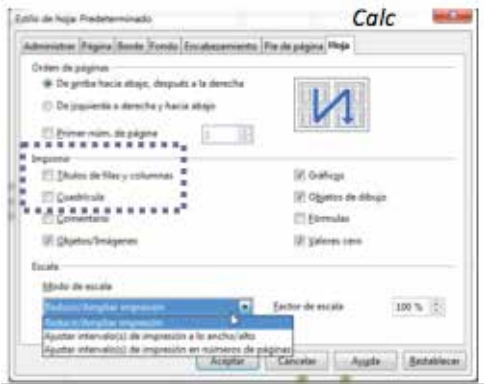 Estilo de hoja: Predeterminado
Calc
Administrar Página Borde Fondo Encabezamiento Pie de página Hoja
Orden de páginas
De arriba hacia abajo, después a la derecha
De izquierda a derecha y hacia abajo
Primer núm. de página 1
Imprimir
Títulos de filas y columnas
Gráficos
Cuadrícula
Objetos de dibujo
Comentario
Fórmulas
Objetos/Imágenes
Valores cero
Escala
Modo de escala
Reducir/Ampliar impresión
Factor de escala 100 %
Reducir/Ampliar impresión
Ajustar intervalo(s) de impresión a lo ancho/alto
Ajustar intervalo(s) de impresión en números de páginas
Aceptar Cancelar Ayuda Restablecer